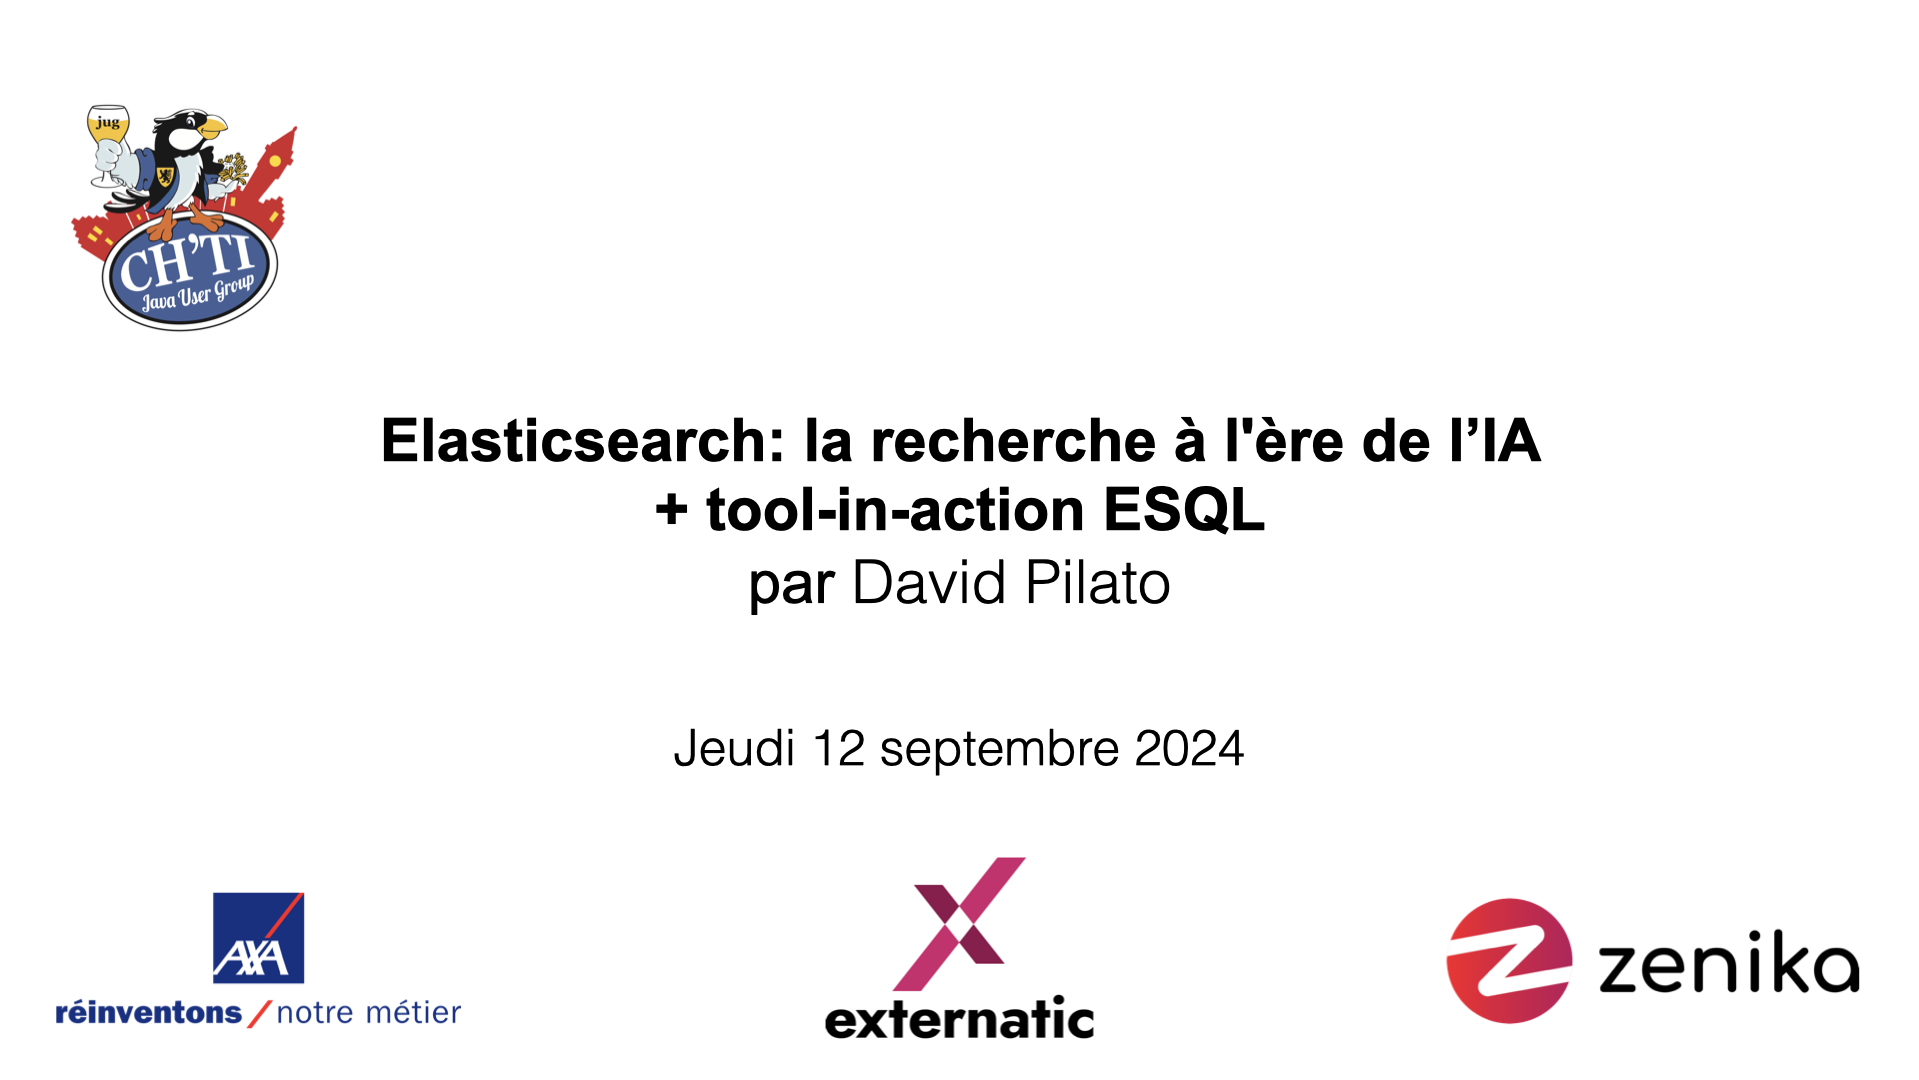 jug
CH'TI
Java User Group
Elasticsearch: la recherche à l'ère de l’IA
+ tool-in-action ESQL
par David Pilato
Jeudi 12 septembre 2024
AXA
réinventons / notre métier
externatic
zenika